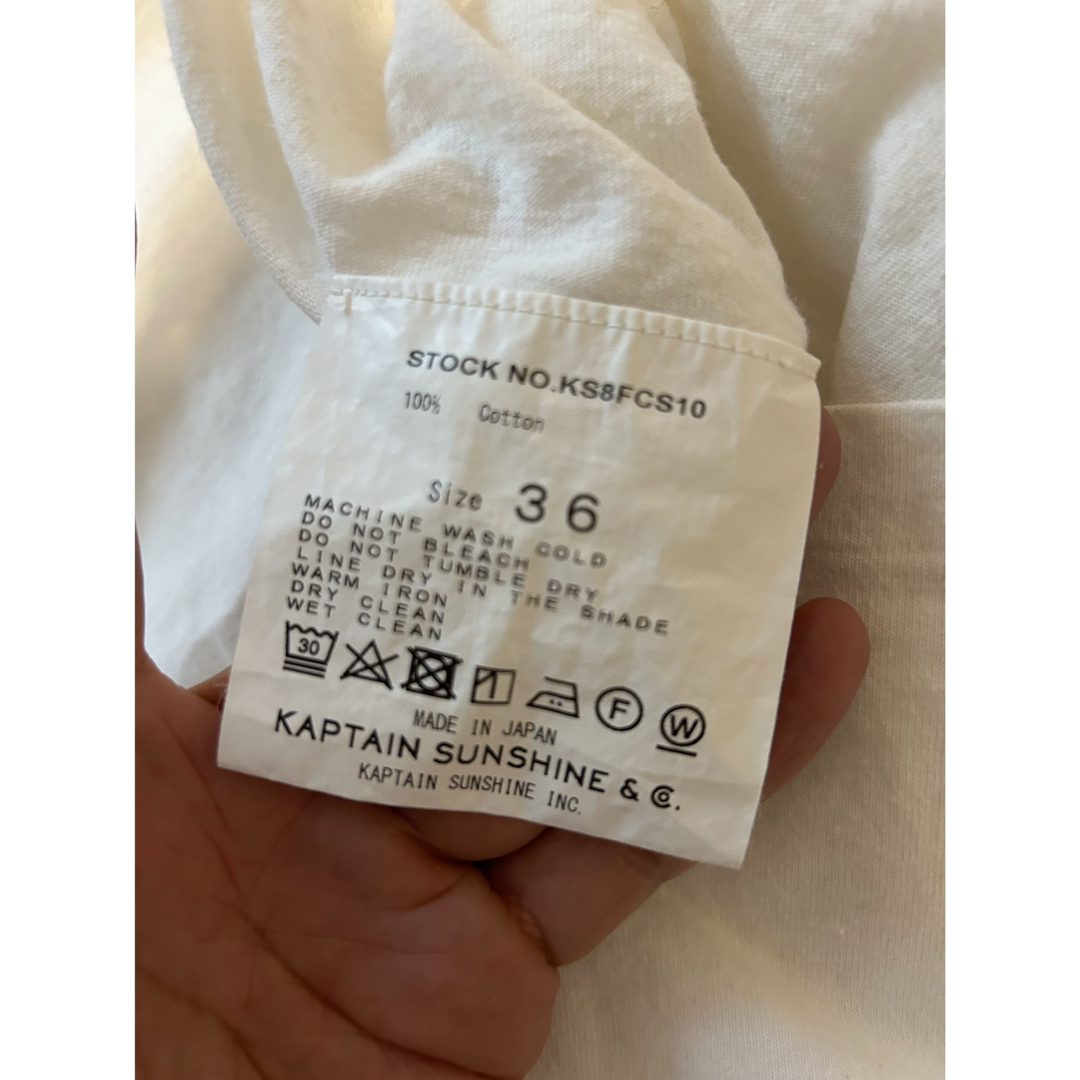 STOCK NO.KS8FCS10
100% Cotton
Size 36
MACHINE WASH COLD
DO NOT BLEACH
DO NOT TUMBLE DRY
LINE DRY IN THE SHADE
WARM IRON
DRY CLEAN
WET CLEAN
30 F W
MADE IN JAPAN
KAPTAIN SUNSHINE & Co.
KAPTAIN SUNSHINE INC.